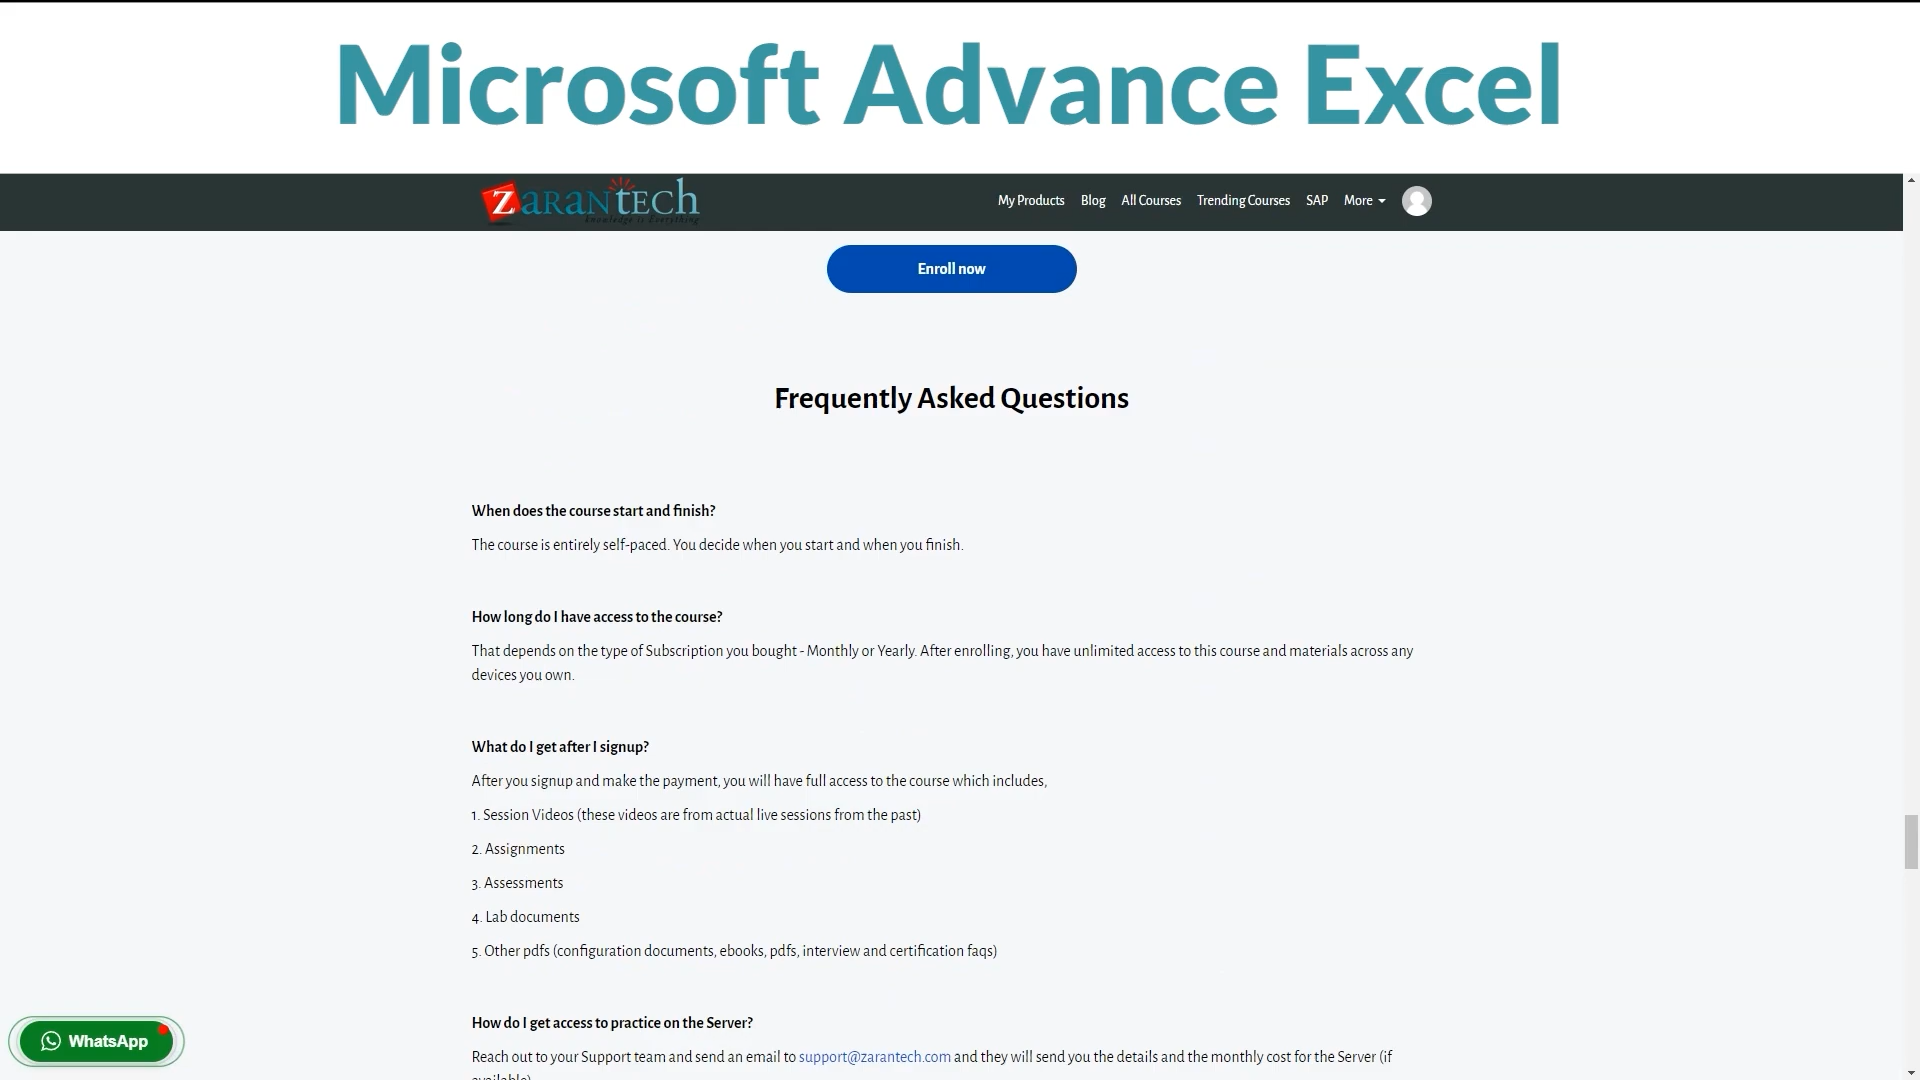 Microsoft Advance Excel
ZARANTECH
Knowledge is Everything
My Products Blog All Courses Trending Courses SAP More
Enroll now
Frequently Asked Questions
When does the course start and finish?
The course is entirely self-paced. You decide when you start and when you finish.
How long do I have access to the course?
That depends on the type of Subscription you bought - Monthly or Yearly. After enrolling, you have unlimited access to this course and materials across any
devices you own.
What do I get after I signup?
After you signup and make the payment, you will have full access to the course which includes,
1. Session Videos (these videos are from actual live sessions from the past)
2. Assignments
3. Assessments
4. Lab documents
5. Other pdfs (configuration documents, ebooks, pdfs, interview and certification faqs)
How do I get access to practice on the Server?
Reach out to your Support team and send an email to support@zarantech.com and they will send you the details and the monthly cost for the Server (if
available)
WhatsApp